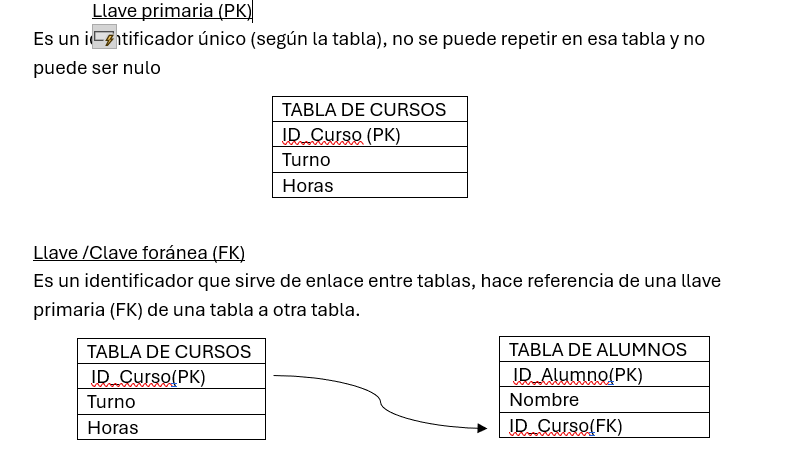 Llave primaria (PK)
Es un identificador único (según la tabla), no se puede repetir en esa tabla y no
puede ser nulo
TABLA DE CURSOS
ID_Curso (PK)
Turno
Horas
Llave /Clave foránea (FK)
Es un identificador que sirve de enlace entre tablas, hace referencia de una llave
primaria (FK) de una tabla a otra tabla.
TABLA DE CURSOS
ID_Curso(PK)
Turno
Horas
TABLA DE ALUMNOS
ID_Alumno(PK)
Nombre
ID_Curso(FK)